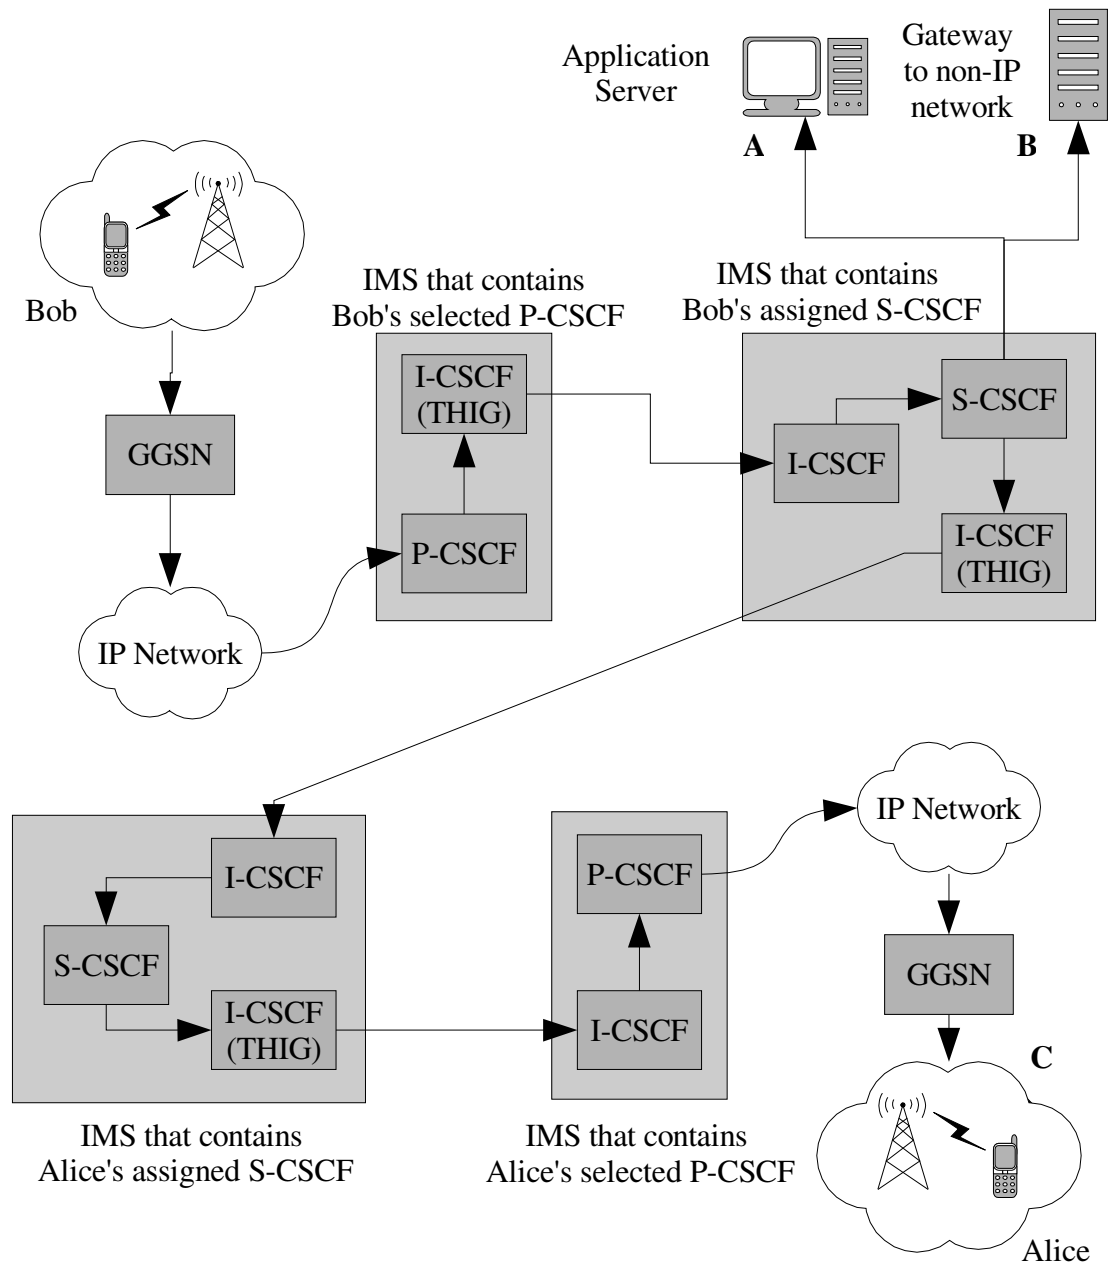 Application
Server
Gateway
to non-IP
network
A
B
Bob
IMS that contains
Bob's selected P-CSCF
IMS that contains
Bob's assigned S-CSCF
GGSN
I-CSCF
(THIG)
P-CSCF
I-CSCF
S-CSCF
I-CSCF
(THIG)
IP Network
I-CSCF
S-CSCF
I-CSCF
(THIG)
IMS that contains
Alice's assigned S-CSCF
P-CSCF
I-CSCF
IMS that contains
Alice's selected P-CSCF
IP Network
GGSN
C
Alice